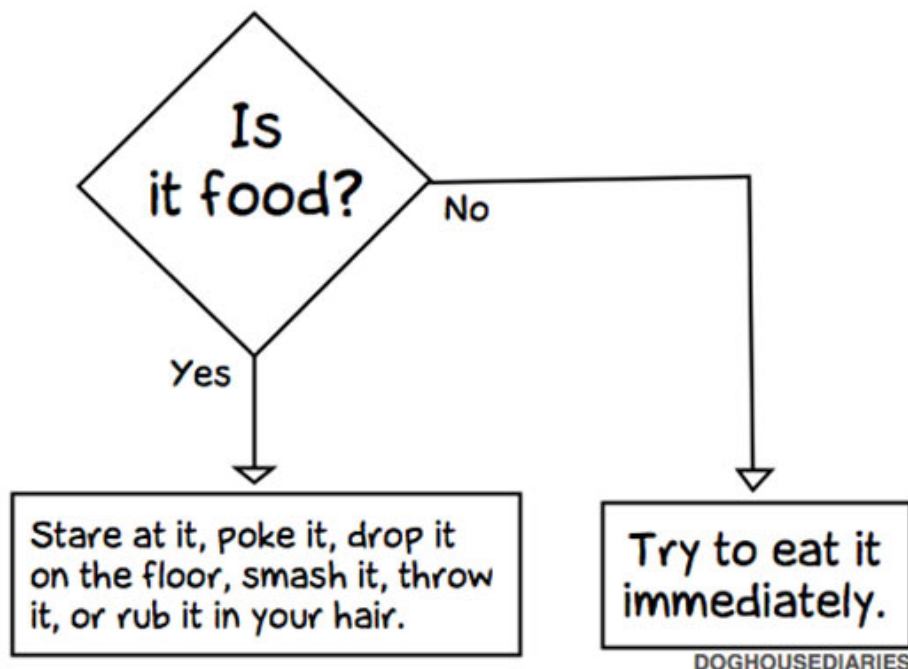 Is
it food?
No
Yes
Stare at it, poke it, drop it
on the floor, smash it, throw
it, or rub it in your hair.
Try to eat it
immediately.
DOGHOUSEDIARIES